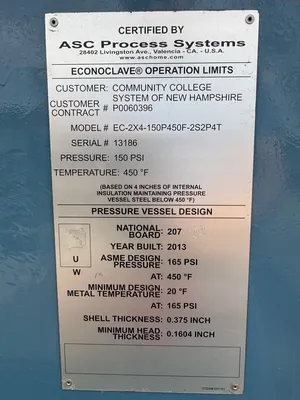 CERTIFIED BY
ASC Process Systems
28402 Livingston Ave., Valencia - CA. - U.S.A.
www.aschome.com
ECONOCLAVE® OPERATION LIMITS
CUSTOMER: COMMUNITY COLLEGE
SYSTEM OF NEW HAMPSHIRE
CUSTOMER CONTRACT # P0060396
MODEL # EC-2X4-150P450F-2S2P4T
SERIAL # 13186
PRESSURE: 150 PSI
TEMPERATURE: 450 °F
(BASED ON 4 INCHES OF INTERNAL
INSULATION MAINTAINING PRESSURE
VESSEL STEEL BELOW 450 °F)
PRESSURE VESSEL DESIGN
NATIONAL BOARD# 207
YEAR BUILT: 2013
U
W
ASME DESIGN PRESSURE: 165 PSI
AT: 450 °F
MINIMUM DESIGN METAL TEMPERATURE: 20 °F
AT: 165 PSI
SHELL THICKNESS: 0.375 INCH
MINIMUM HEAD THICKNESS: 0.1604 INCH